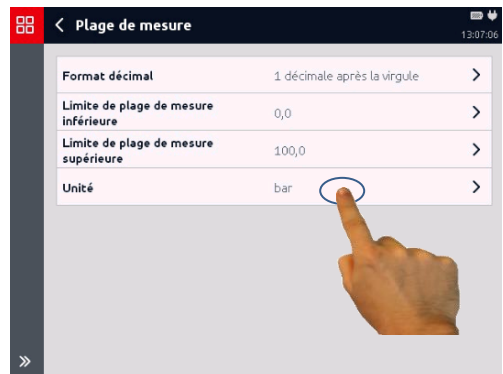 Plage de mesure
13:07:06
Format décimal 1 décimale après la virgule
Limite de plage de mesure
inférieure 0,0
Limite de plage de mesure
supérieure 100,0
Unité bar